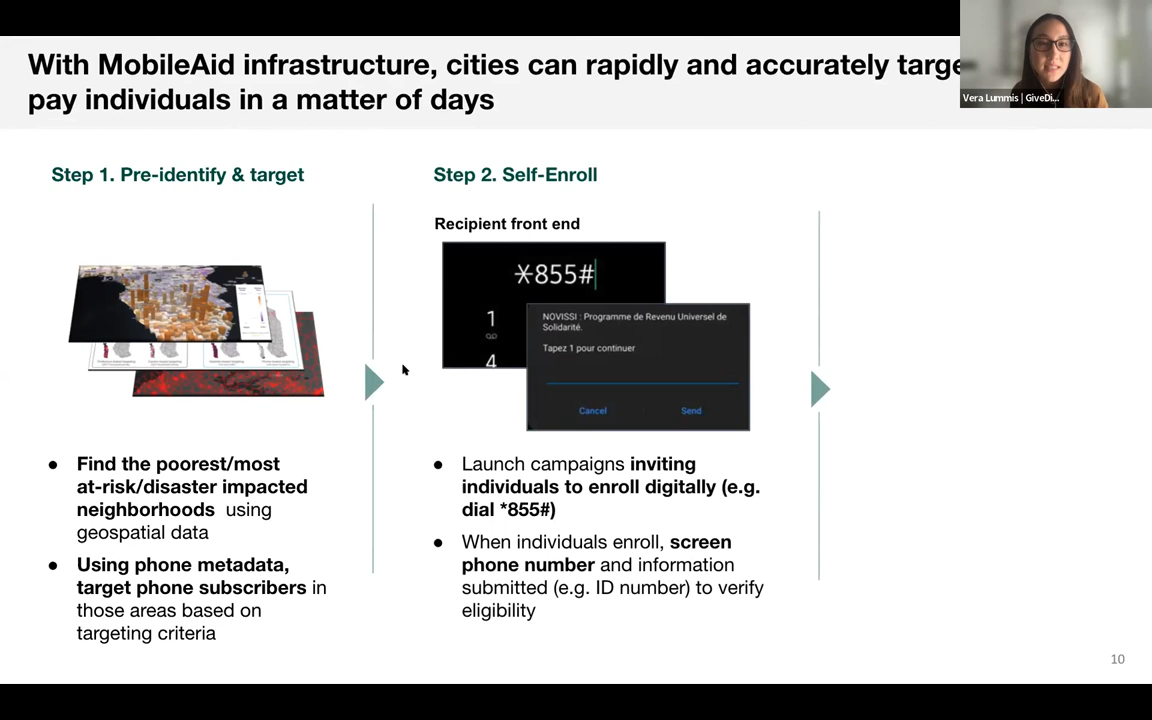 With MobileAid infrastructure, cities can rapidly and accurately targe
pay individuals in a matter of days
Vera Lummis | GiveDi...
Step 1. Pre-identify & target
Step 2. Self-Enroll
Recipient front end
*855#
1
4
NOVISSI : Programme de Revenu Universel de
Solidarité.
Tapez 1 pour continuer
Cancel
Send
● Find the poorest/most
at-risk/disaster impacted
neighborhoods using
geospatial data
● Using phone metadata,
target phone subscribers in
those areas based on
targeting criteria
● Launch campaigns inviting
individuals to enroll digitally (e.g.
dial *855#)
● When individuals enroll, screen
phone number and information
submitted (e.g. ID number) to verify
eligibility
10